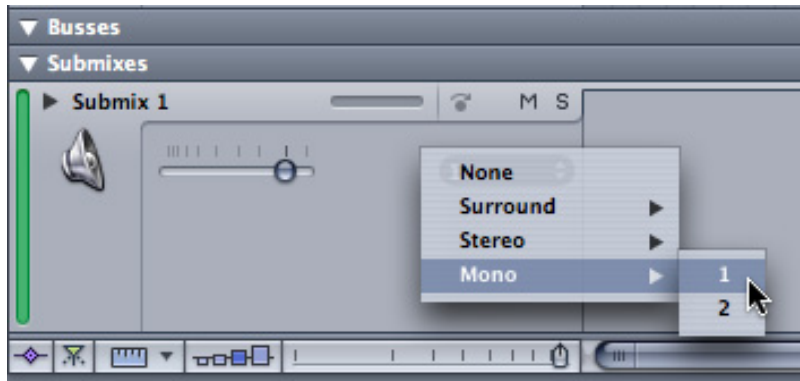 Busses
Submixes
Submix 1
M S
None
Surround
Stereo
Mono
1
2